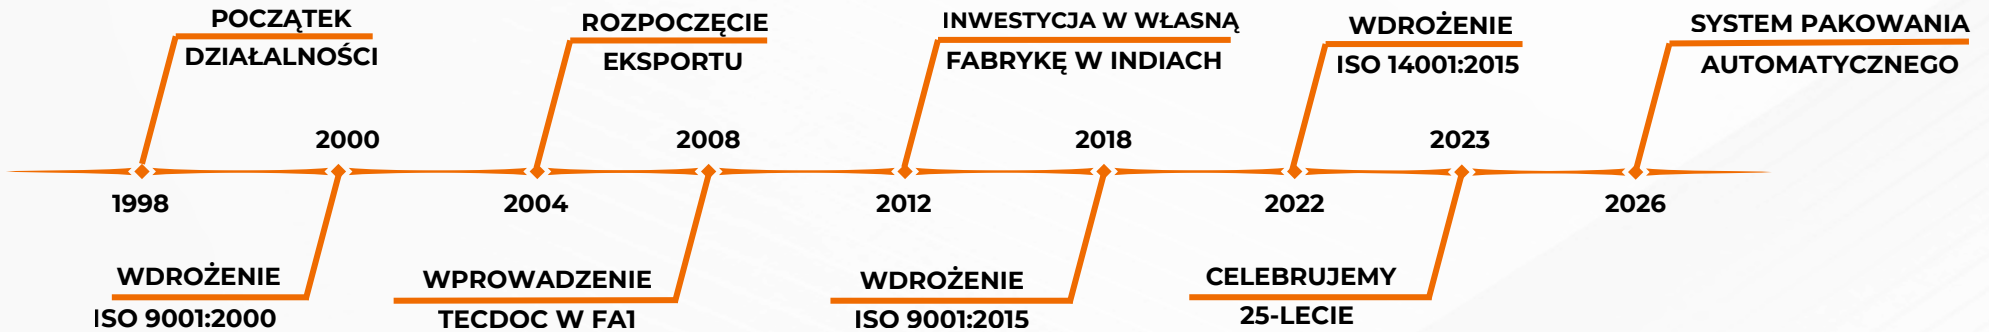 POCZĄTEK
DZIAŁALNOŚCI
1998
2000
WDROŻENIE
ISO 9001:2000
ROZPOCZĘCIE
EKSPORTU
2004
2008
WPROWADZENIE
TECDOC W FA1
INWESTYCJA W WŁASNĄ
FABRYKĘ W INDIACH
2012
2018
WDROŻENIE
ISO 9001:2015
WDROŻENIE
ISO 14001:2015
2022
2023
CELEBRUJEMY
25-LECIE
SYSTEM PAKOWANIA
AUTOMATYCZNEGO
2026